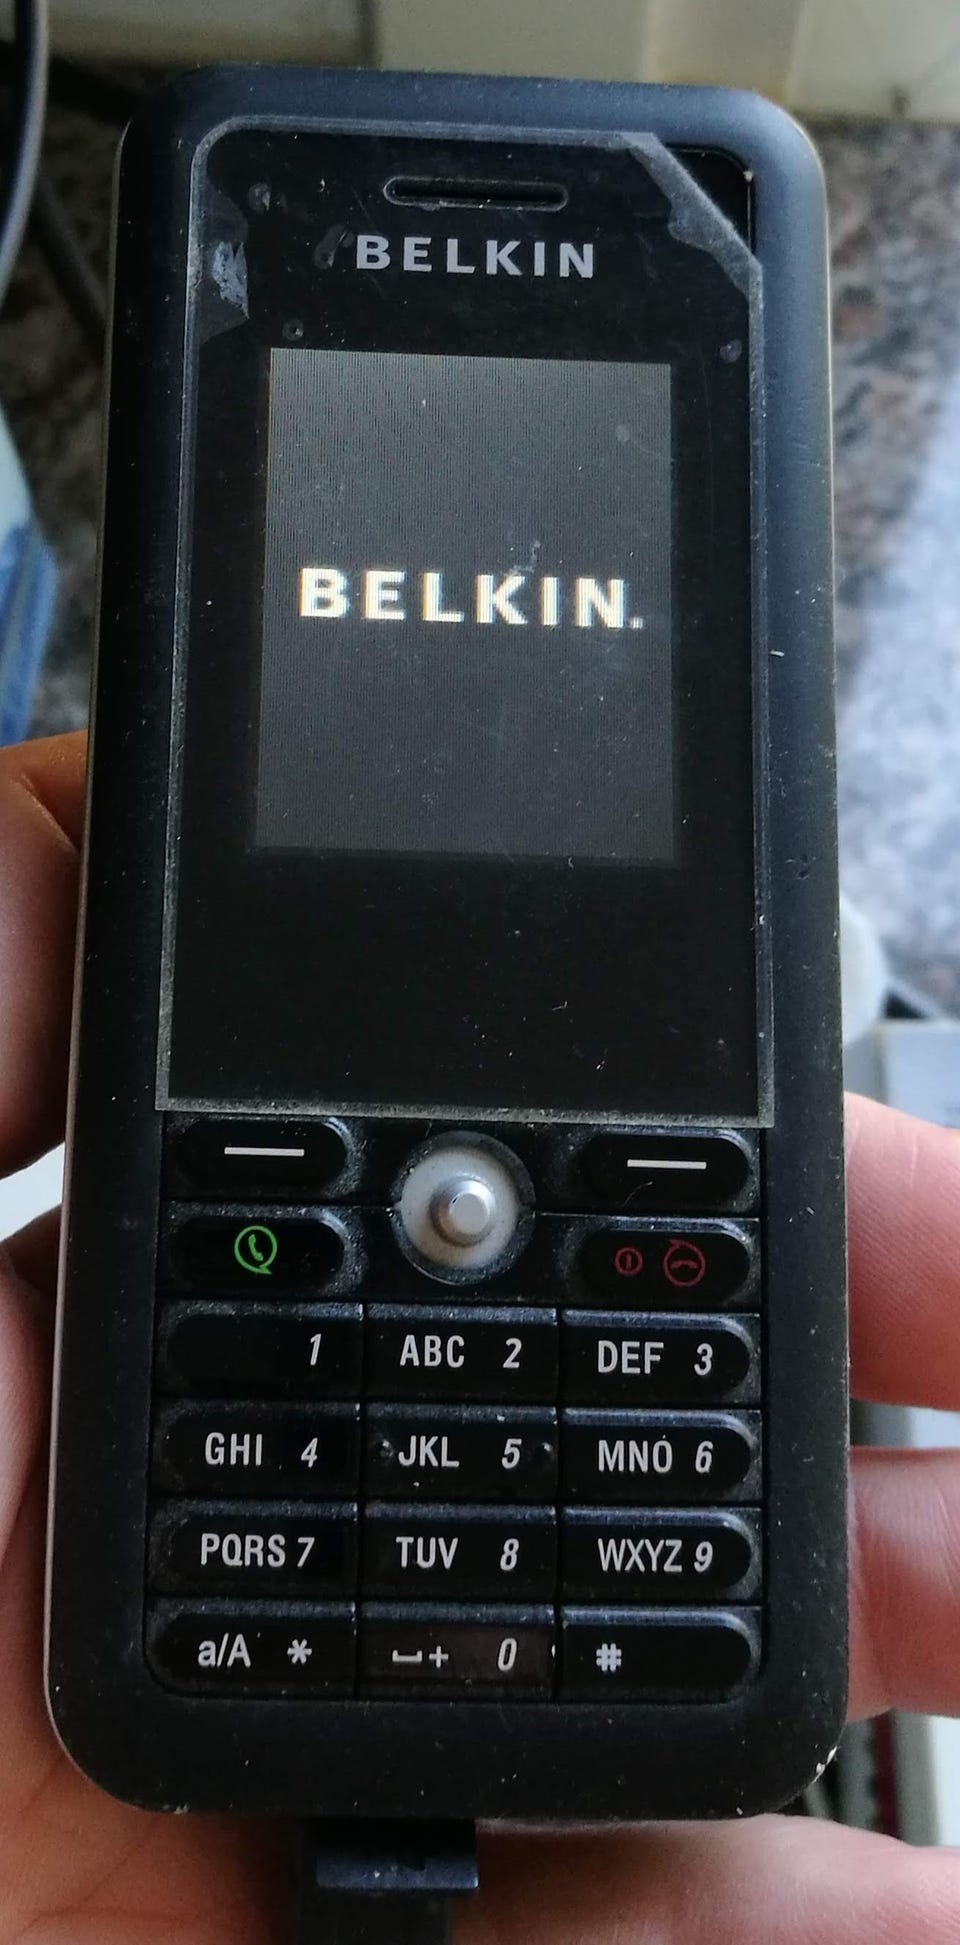 BELKIN
BELKIN.
1 ABC 2 DEF 3
GHI 4 JKL 5 MNO 6
PQRS 7 TUV 8 WXYZ 9
a/A * ⎵+ 0 #